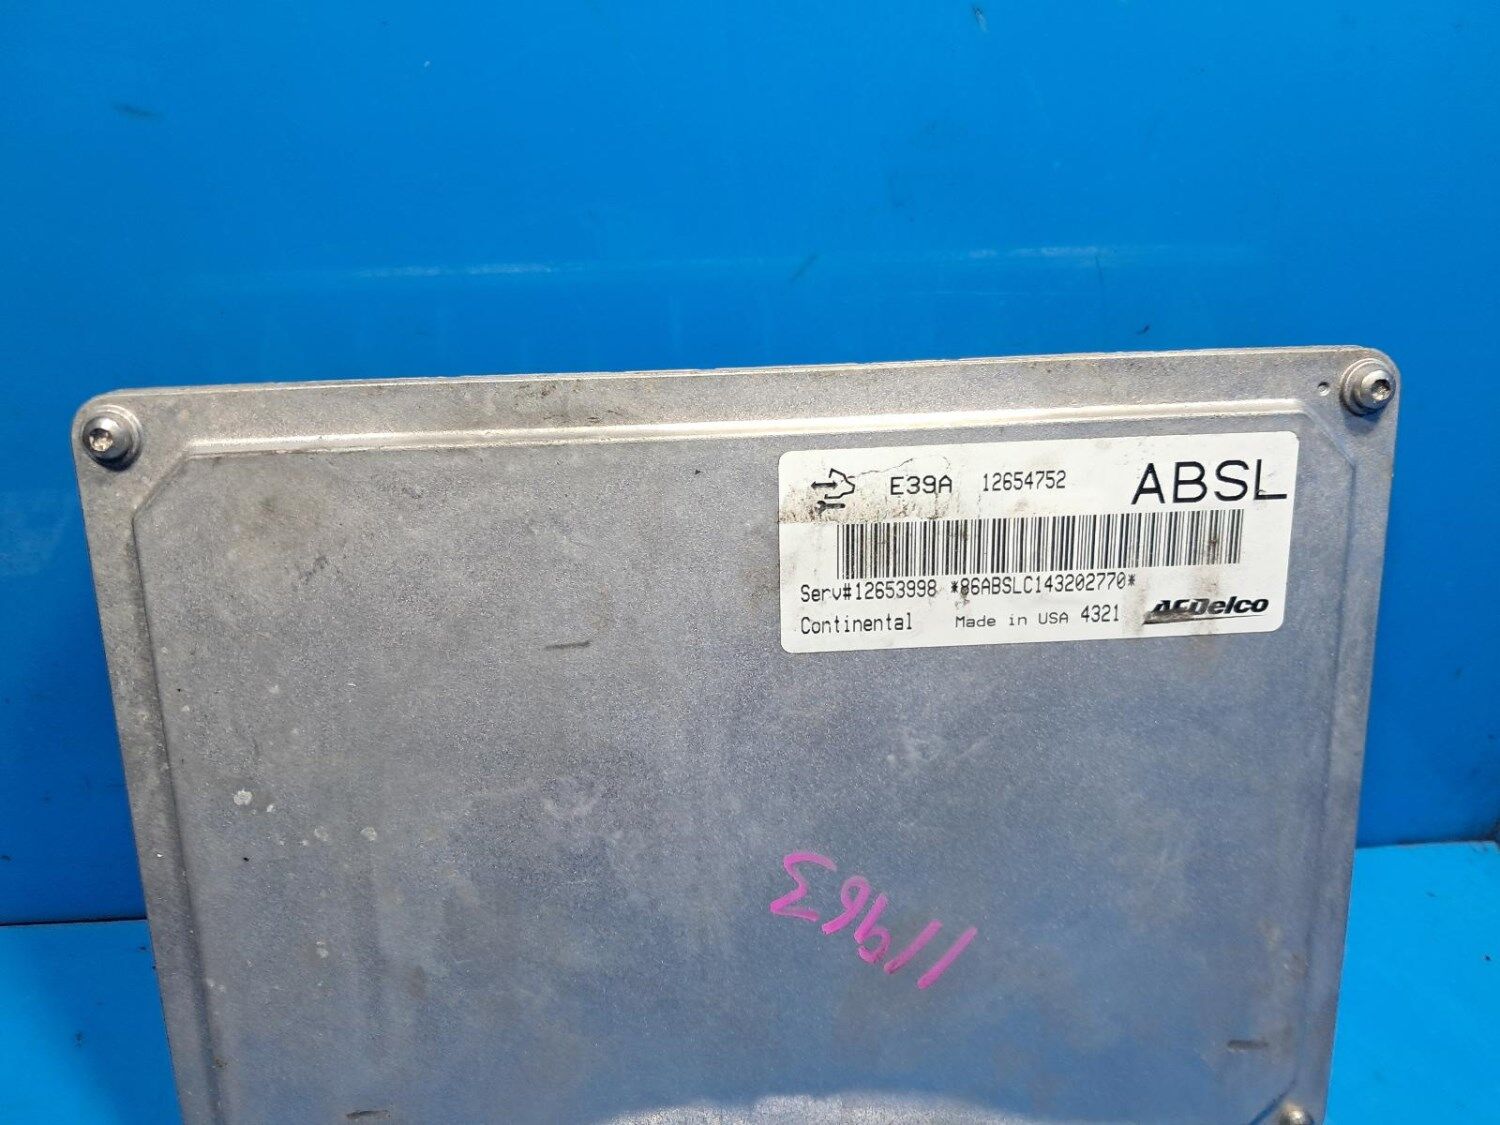 E39A 12654752 ABSL
Serv#12653998 *86ABSLC143202770*
Continental Made in USA 4321 ACDelco
11963